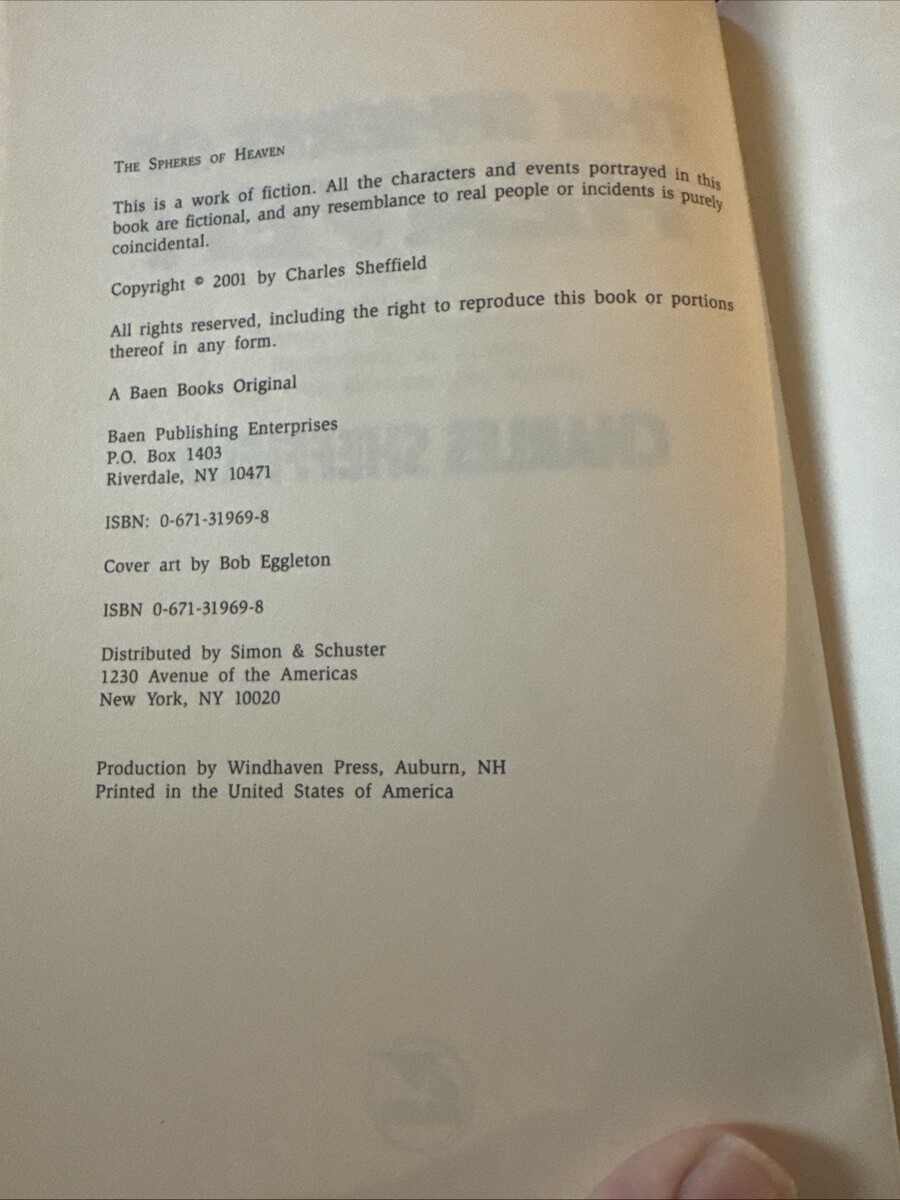 THE SPHERES OF HEAVEN
This is a work of fiction. All the characters and events portrayed in this
book are fictional, and any resemblance to real people or incidents is purely
coincidental.
Copyright © 2001 by Charles Sheffield
All rights reserved, including the right to reproduce this book or portions
thereof in any form.
A Baen Books Original
Baen Publishing Enterprises
P.O. Box 1403
Riverdale, NY 10471
ISBN: 0-671-31969-8
Cover art by Bob Eggleton
ISBN 0-671-31969-8
Distributed by Simon & Schuster
1230 Avenue of the Americas
New York, NY 10020
Production by Windhaven Press, Auburn, NH
Printed in the United States of America